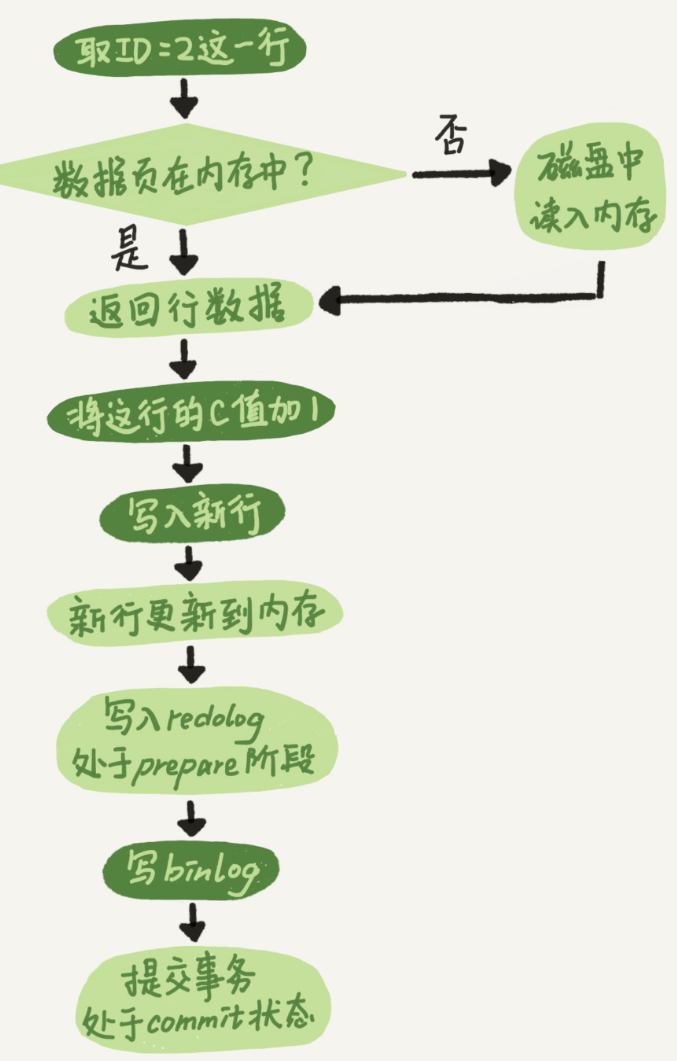 取ID=2这一行
数据页在内存中?
否
磁盘中
读入内存
是
返回行数据
将这行的C值加1
写入新行
新行更新到内存
写入redolog
处于prepare阶段
写binlog
提交事务
处于commit状态